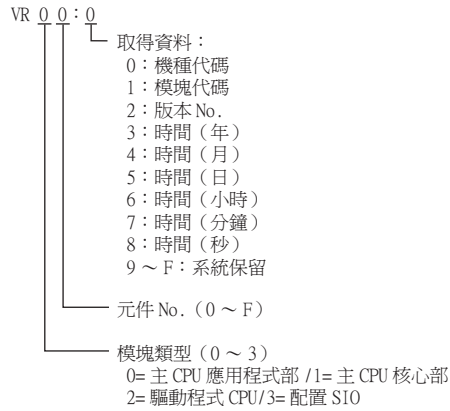 VR 0 0：0
取得資料：
0：機種代碼
1：模塊代碼
2：版本 No.
3：時間（年）
4：時間（月）
5：時間（日）
6：時間（小時）
7：時間（分鐘）
8：時間（秒）
9 ～ F：系統保留
元件 No.（0 ～ F）
模塊類型（0 ～ 3）
0= 主 CPU 應用程式部 /1= 主 CPU 核心部
2= 驅動程式 CPU/3= 配置 SIO